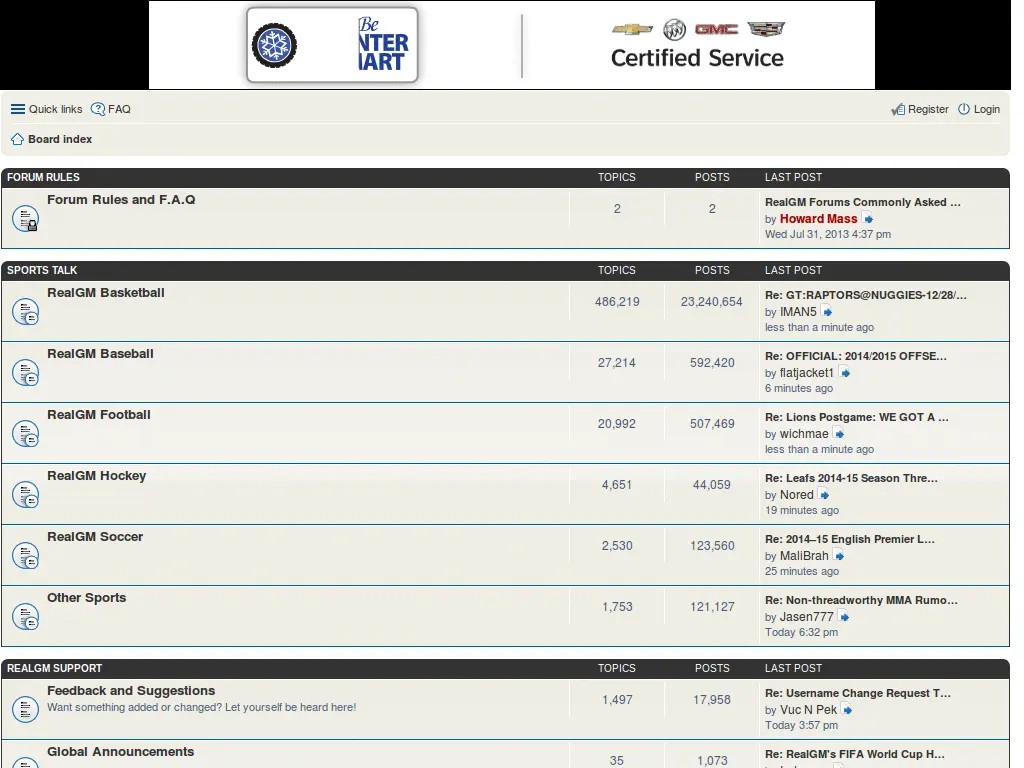 Be
NTER
MART
GMC
Certified Service
Quick links FAQ Register Login
Board index
FORUM RULES TOPICS POSTS LAST POST
Forum Rules and F.A.Q 2 2 RealGM Forums Commonly Asked …
by Howard Mass
Wed Jul 31, 2013 4:37 pm
SPORTS TALK TOPICS POSTS LAST POST
RealGM Basketball 486,219 23,240,654 Re: GT:RAPTORS@NUGGIES-12/28/…
by IMAN5
less than a minute ago
RealGM Baseball 27,214 592,420 Re: OFFICIAL: 2014/2015 OFFSE…
by flatjacket1
6 minutes ago
RealGM Football 20,992 507,469 Re: Lions Postgame: WE GOT A …
by wichmae
less than a minute ago
RealGM Hockey 4,651 44,059 Re: Leafs 2014-15 Season Thre…
by Nored
19 minutes ago
RealGM Soccer 2,530 123,560 Re: 2014–15 English Premier L…
by MaliBrah
25 minutes ago
Other Sports 1,753 121,127 Re: Non-threadworthy MMA Rumo…
by Jasen777
Today 6:32 pm
REALGM SUPPORT TOPICS POSTS LAST POST
Feedback and Suggestions 1,497 17,958 Re: Username Change Request T…
Want something added or changed? Let yourself be heard here! by Vuc N Pek
Today 3:57 pm
Global Announcements 35 1,073 Re: RealGM's FIFA World Cup H…